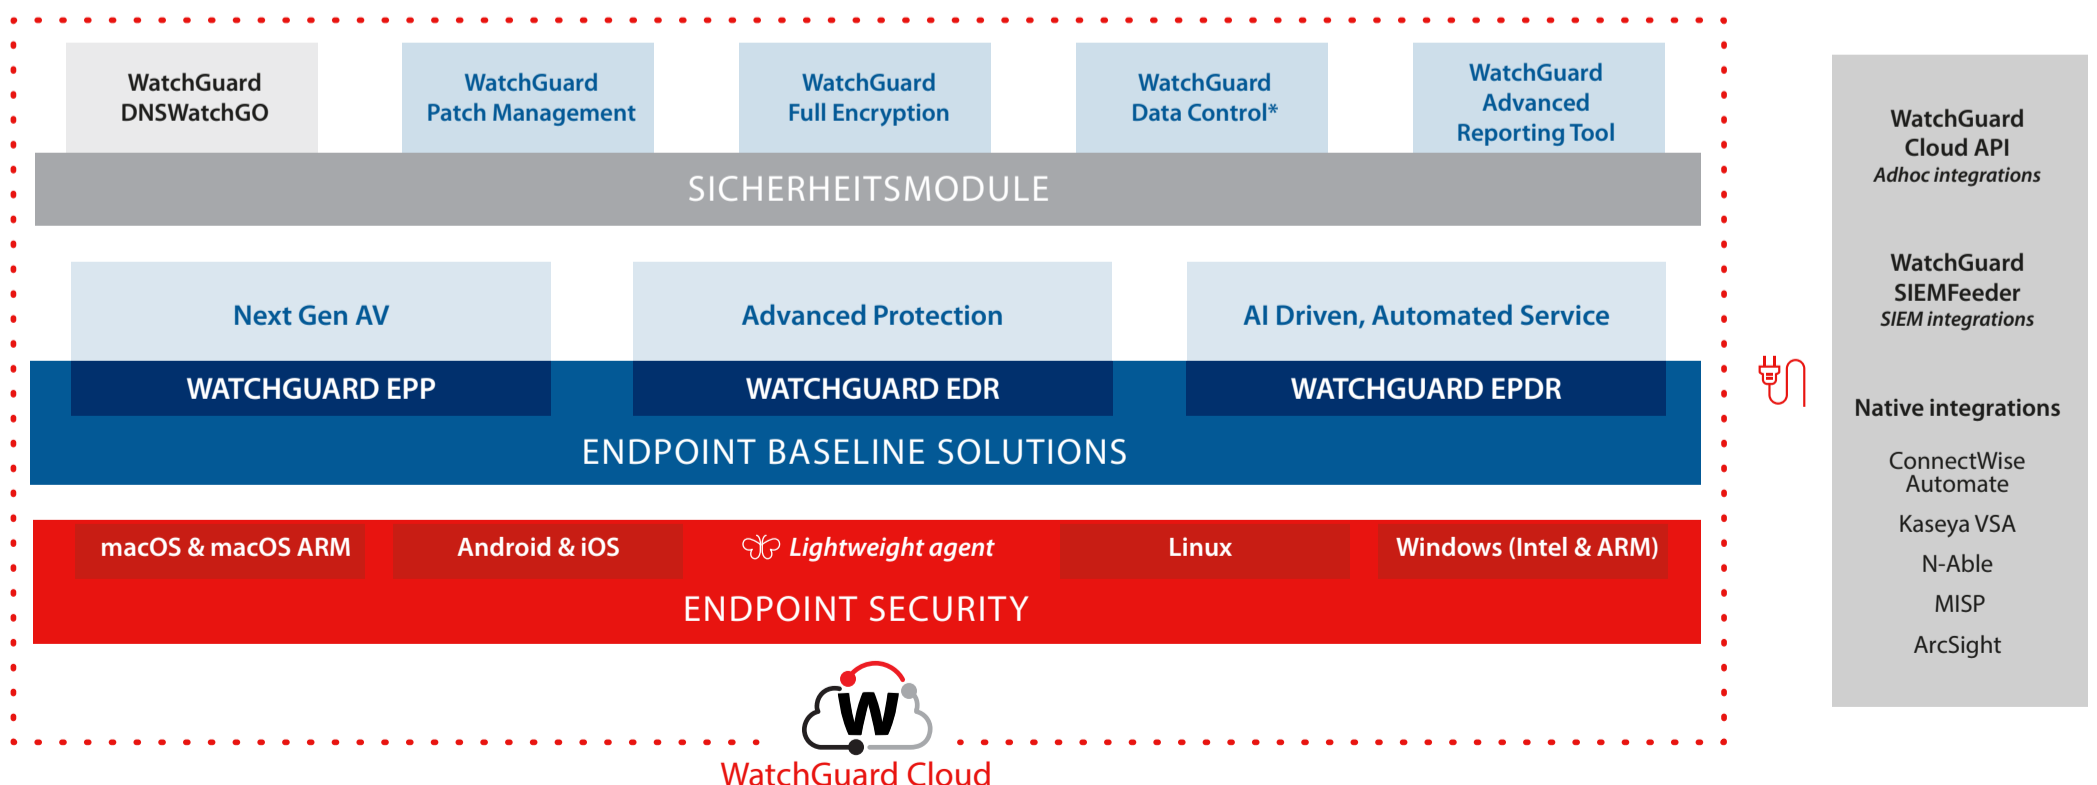 WatchGuard
DNSWatchGO
WatchGuard
Patch Management
WatchGuard
Full Encryption
WatchGuard
Data Control*
WatchGuard
Advanced
Reporting Tool
SICHERHEITSMODULE
Next Gen AV
Advanced Protection
AI Driven, Automated Service
WATCHGUARD EPP
WATCHGUARD EDR
WATCHGUARD EPDR
ENDPOINT BASELINE SOLUTIONS
macOS & macOS ARM
Android & iOS
Lightweight agent
Linux
Windows (Intel & ARM)
ENDPOINT SECURITY
W
WatchGuard Cloud
WatchGuard
Cloud API
Adhoc integrations
WatchGuard
SIEMFeeder
SIEM integrations
Native integrations
ConnectWise
Automate
Kaseya VSA
N-Able
MISP
ArcSight